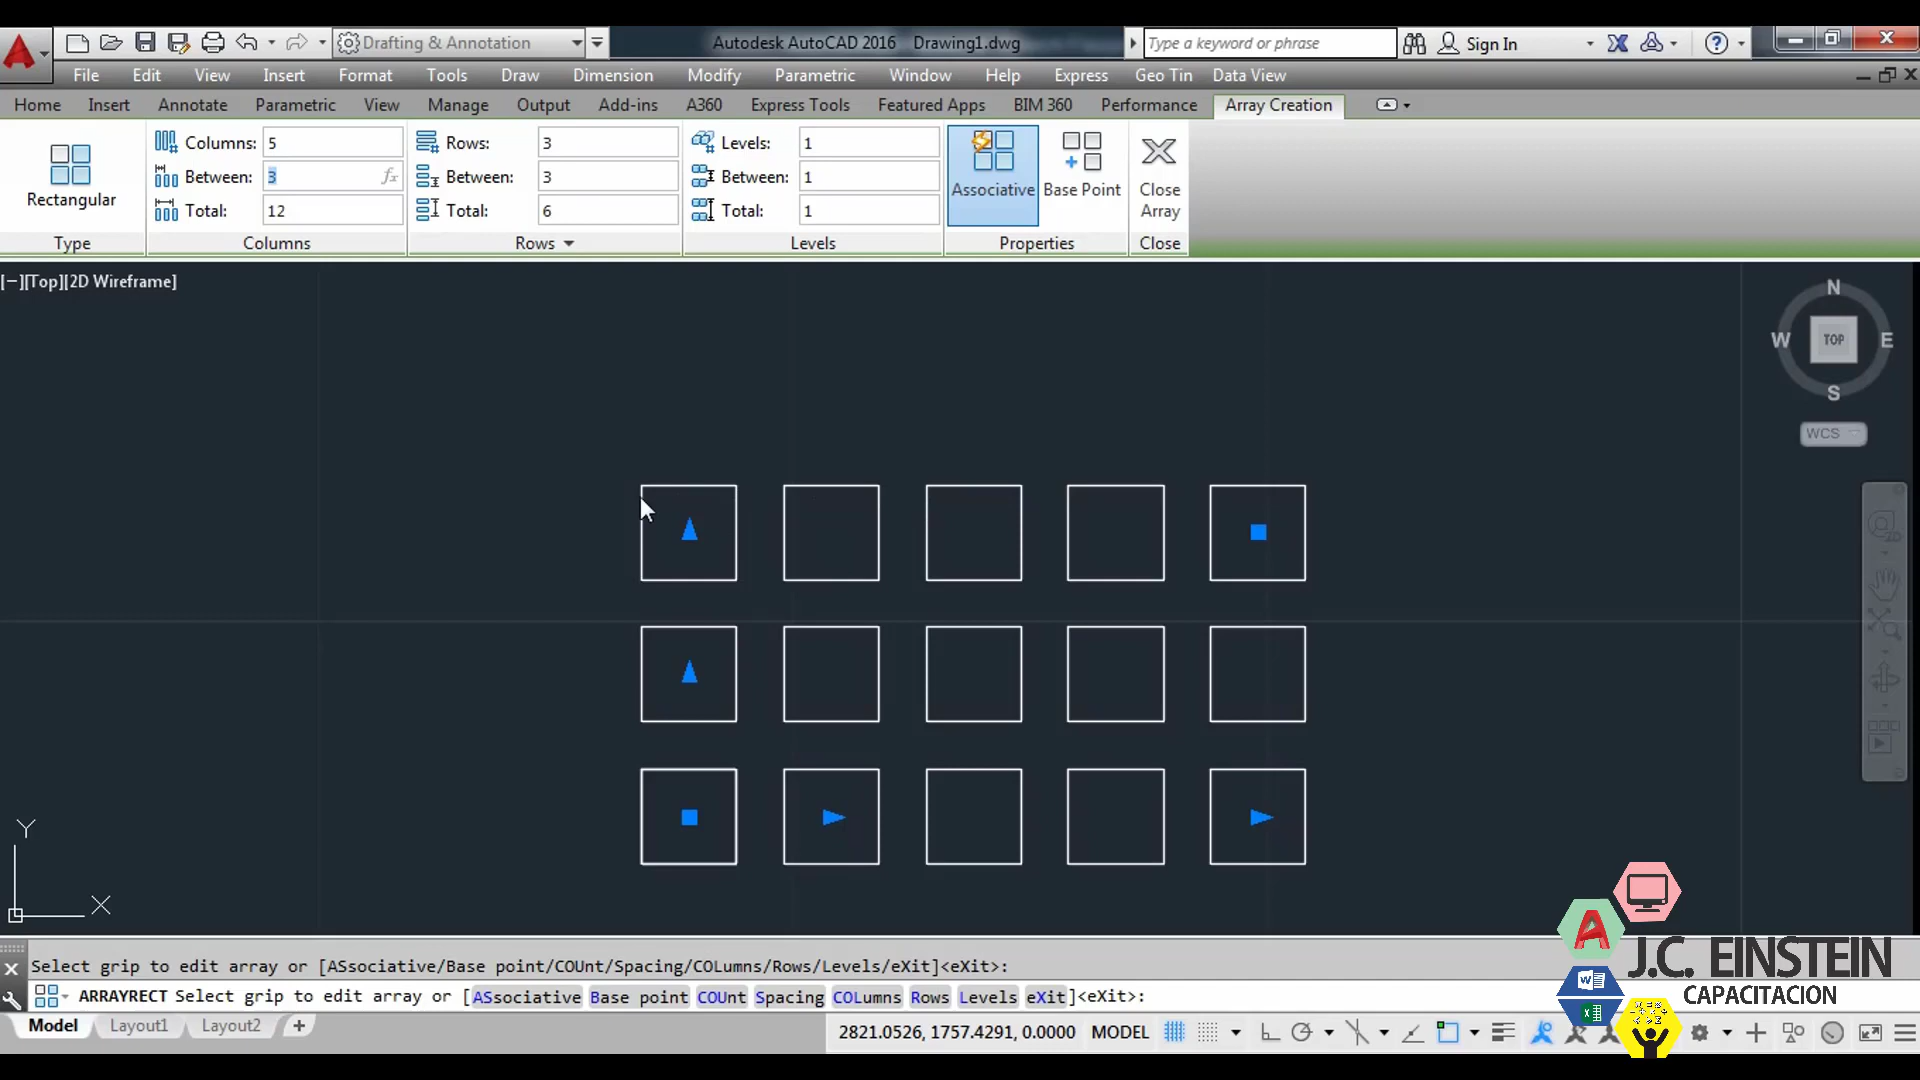 Drafting & Annotation
Autodesk AutoCAD 2016 Drawing1.dwg
Type a keyword or phrase
Sign In
File Edit View Insert Format Tools Draw Dimension Modify Parametric Window Help Express Geo Tin Data View
Home Insert Annotate Parametric View Manage Output Add-ins A360 Express Tools Featured Apps BIM 360 Performance Array Creation
Columns: 5 Rows: 3 Levels: 1
Between: 3 fx Between: 3 Between: 1
Rectangular Associative Base Point Close Array
Total: 12 Total: 6 Total: 1
Type Columns Rows Levels Properties Close
[−][Top][2D Wireframe]
N
W TOP E
S
WCS
Y
X
Select grip to edit array or [ASsociative/Base point/COUnt/Spacing/COLumns/Rows/Levels/eXit]<eXit>:
ARRAYRECT Select grip to edit array or [ASsociative Base point COUnt Spacing COLumns Rows Levels eXit]<eXit>:
A
J.C. EINSTEIN
CAPACITACION
Model Layout1 Layout2 +
2821.0526, 1757.4291, 0.0000 MODEL